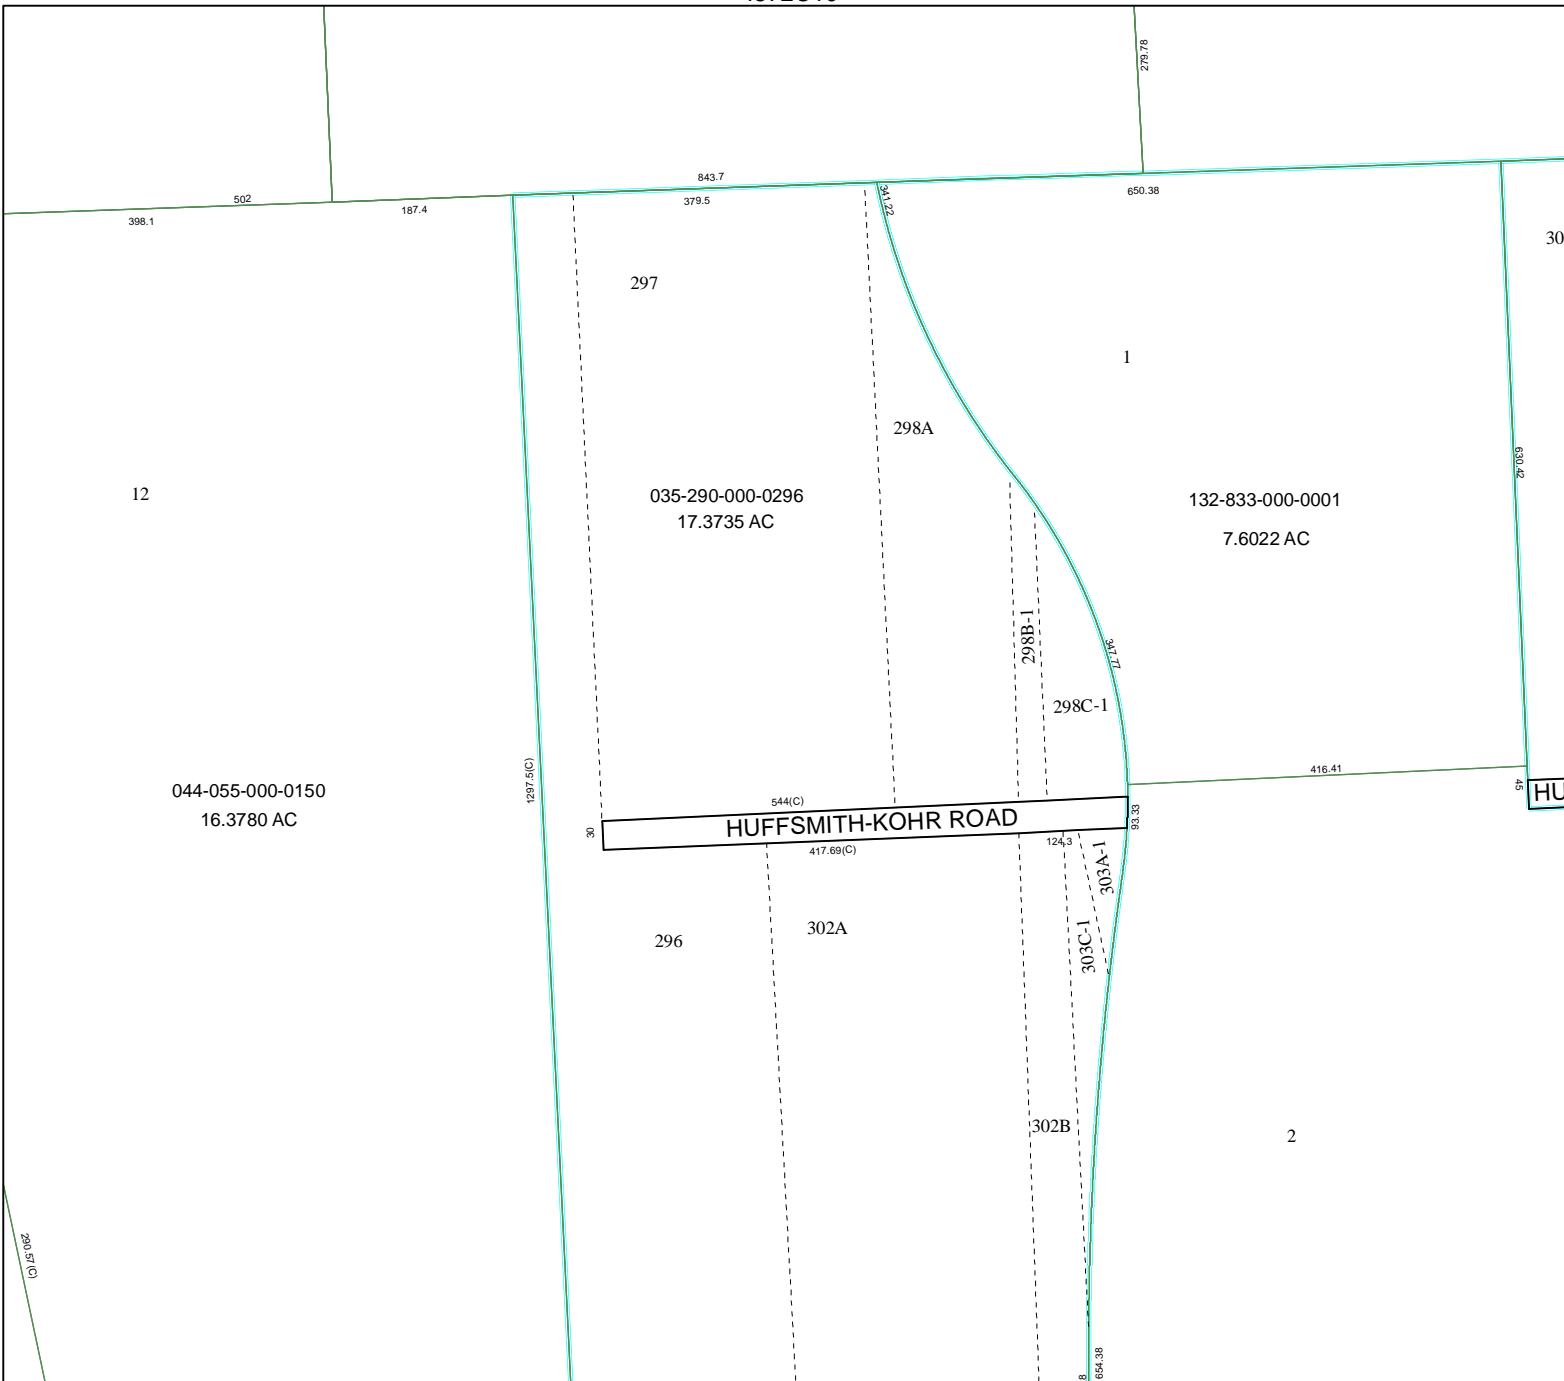 279.78
843.7
650.38
502
379.5
341.22
187.4
398.1
30
297
1
298A
630.42
12
035-290-000-0296
17.3735 AC
132-833-000-0001
7.6022 AC
298B-1
347.77
298C-1
1297.5(C)
416.41
45
HU
044-055-000-0150
16.3780 AC
544(C)
30
HUFFSMITH-KOHR ROAD
93.33
417.69(C)
124.3
303A-1
296
302A
303C-1
302B
2
290.57(C)
654.38
8